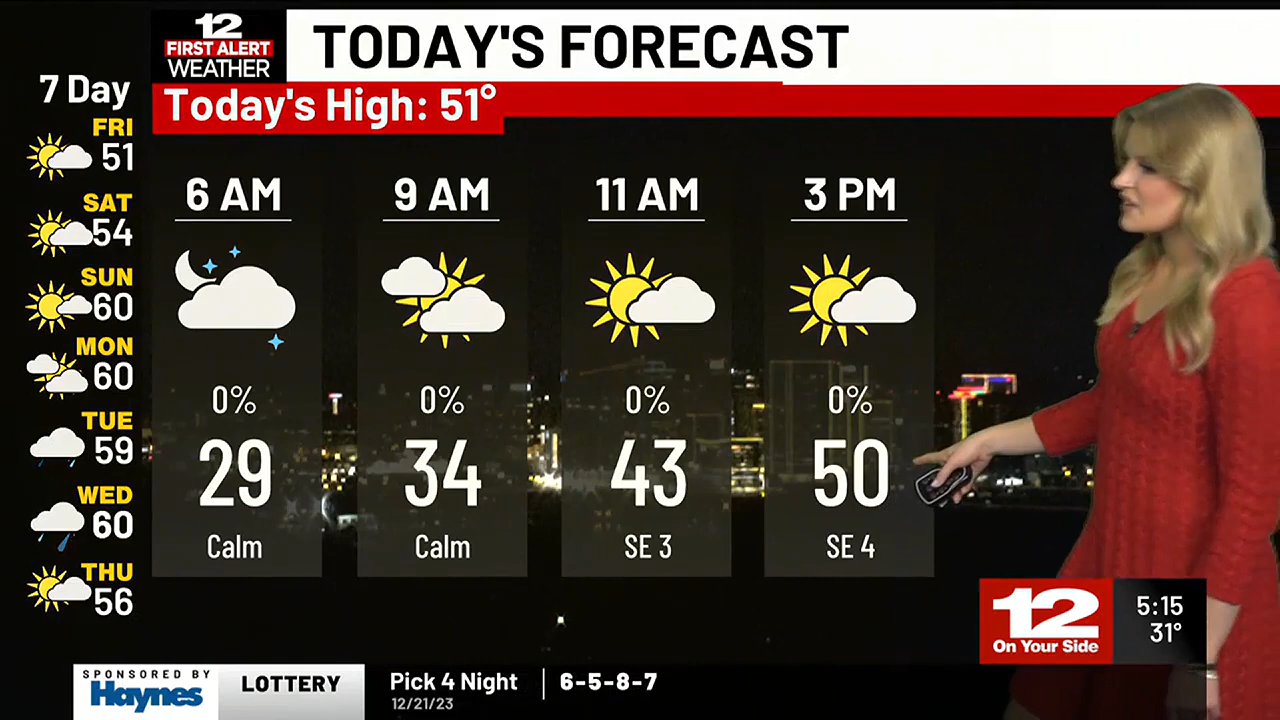 12
FIRST ALERT
WEATHER
TODAY'S FORECAST
Today's High: 51°
7 Day
FRI
51
SAT
54
SUN
60
MON
60
TUE
59
WED
60
THU
56
6 AM
0%
29
Calm
9 AM
0%
34
Calm
11 AM
0%
43
SE 3
3 PM
0%
50
SE 4
12
On Your Side
5:15
31°
SPONSORED BY
Haynes
LOTTERY
Pick 4 Night
12/21/23
6-5-8-7